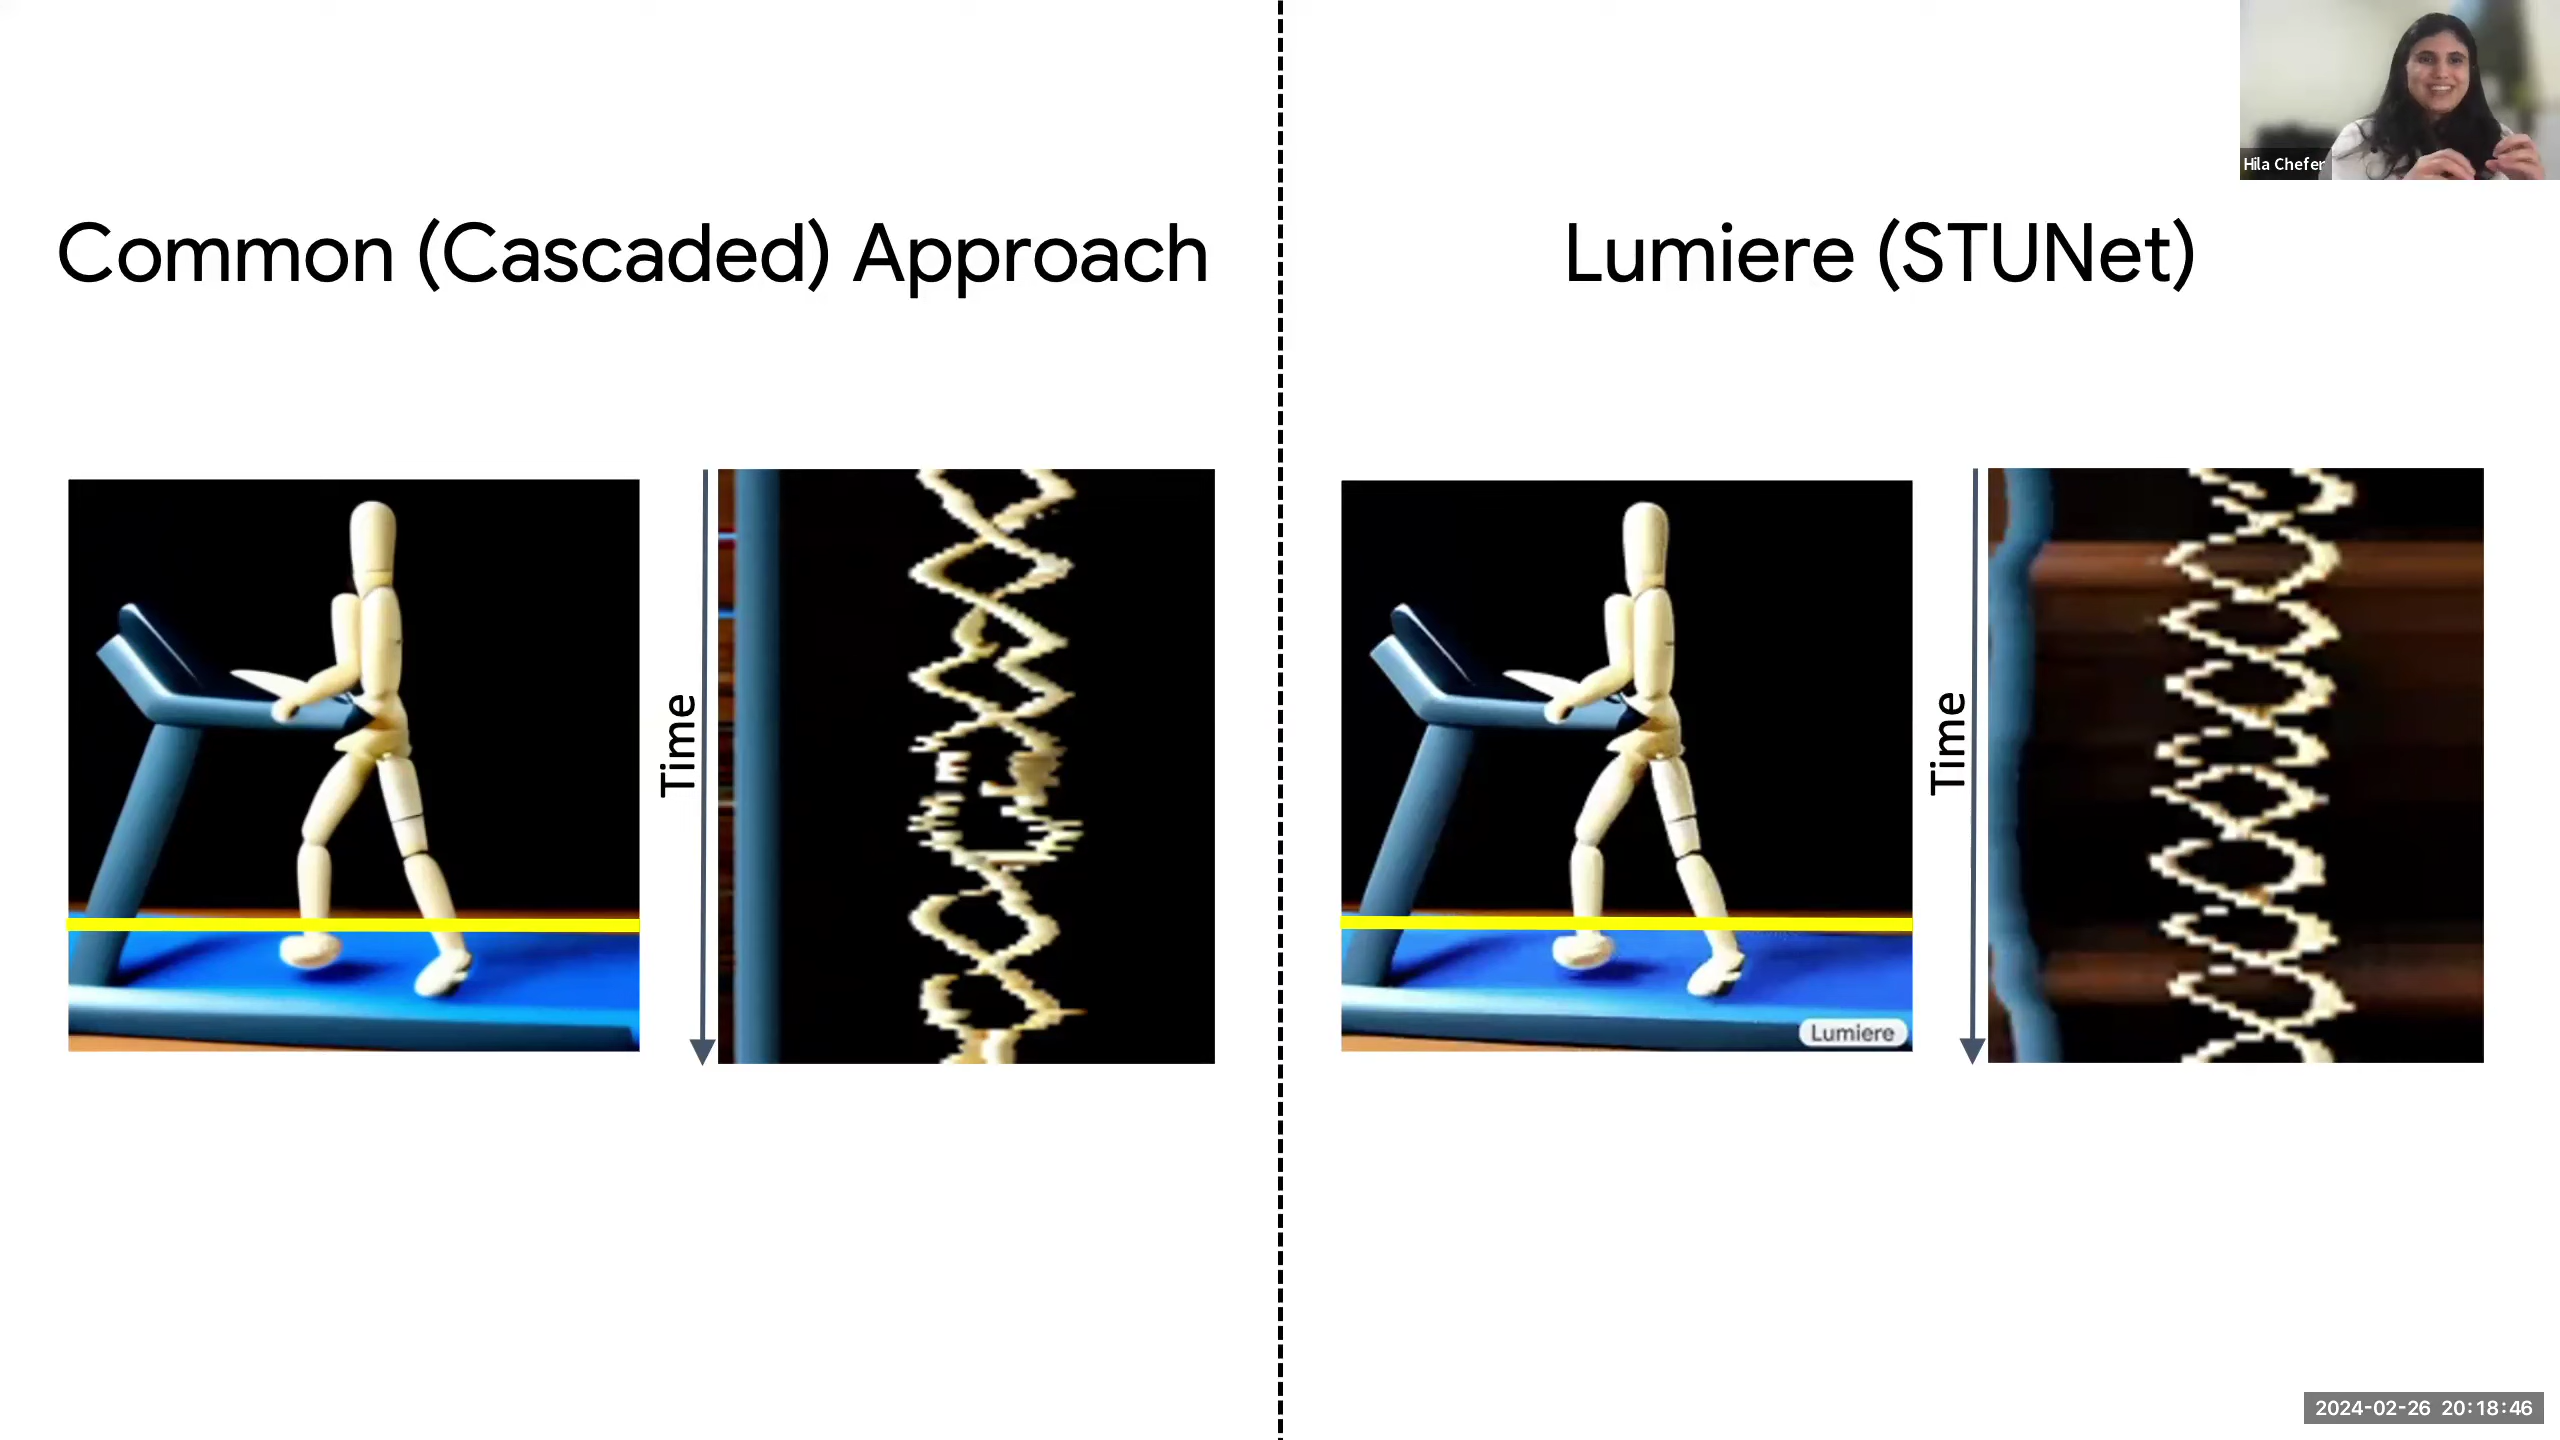 Hila Chefer
Common (Cascaded) Approach
Lumiere (STUNet)
Time
Time
Lumiere
2024-02-26 20:18:46